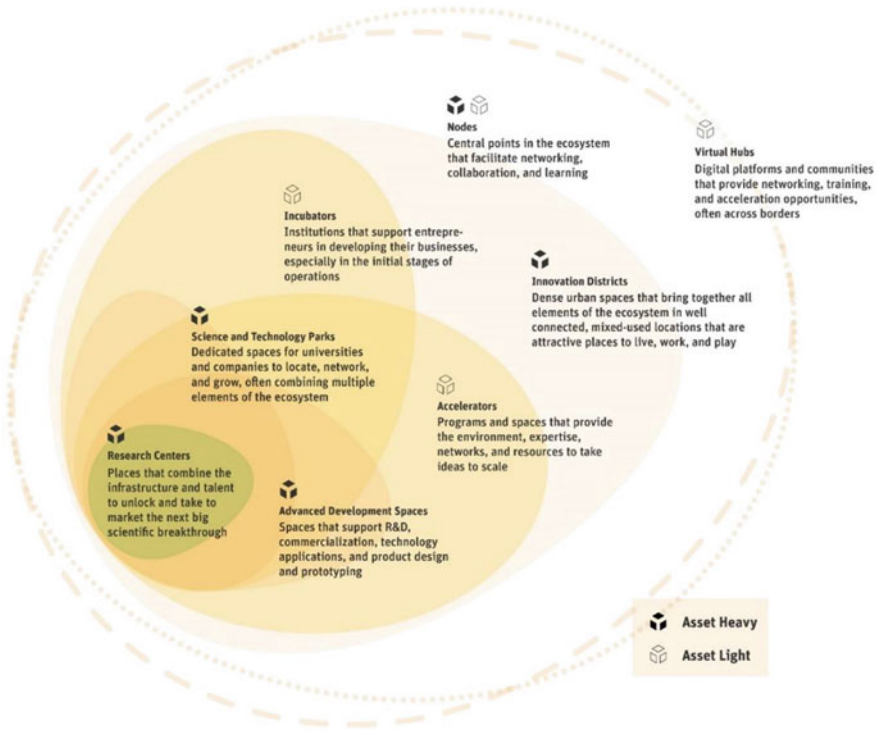 Nodes
Central points in the ecosystem
that facilitate networking,
collaboration, and learning
Virtual Hubs
Digital platforms and communities
that provide networking, training,
and acceleration opportunities,
often across borders
Incubators
Institutions that support entrepre-
neurs in developing their businesses,
especially in the initial stages of
operations
Innovation Districts
Dense urban spaces that bring together all
elements of the ecosystem in well
connected, mixed-used locations that are
attractive places to live, work, and play
Science and Technology Parks
Dedicated spaces for universities
and companies to locate, network,
and grow, often combining multiple
elements of the ecosystem
Accelerators
Programs and spaces that provide
the environment, expertise,
networks, and resources to take
ideas to scale
Research Centers
Places that combine the
infrastructure and talent
to unlock and take to
market the next big
scientific breakthrough
Advanced Development Spaces
Spaces that support R&D,
commercialization, technology
applications, and product design
and prototyping
Asset Heavy
Asset Light